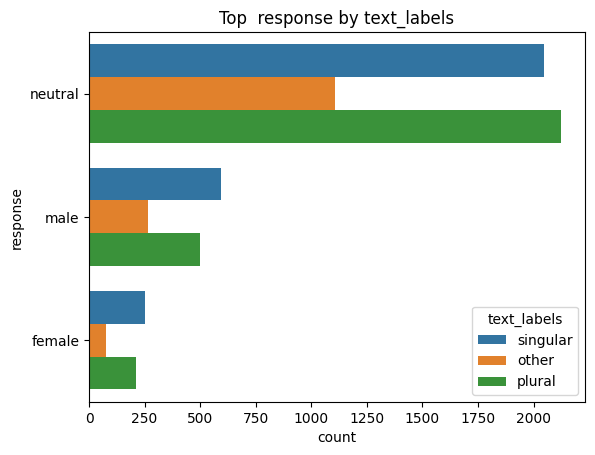 Top  response by text_labels
neutral
male
female
response
0
250
500
750
1000
1250
1500
1750
2000
count
text_labels
singular
other
plural